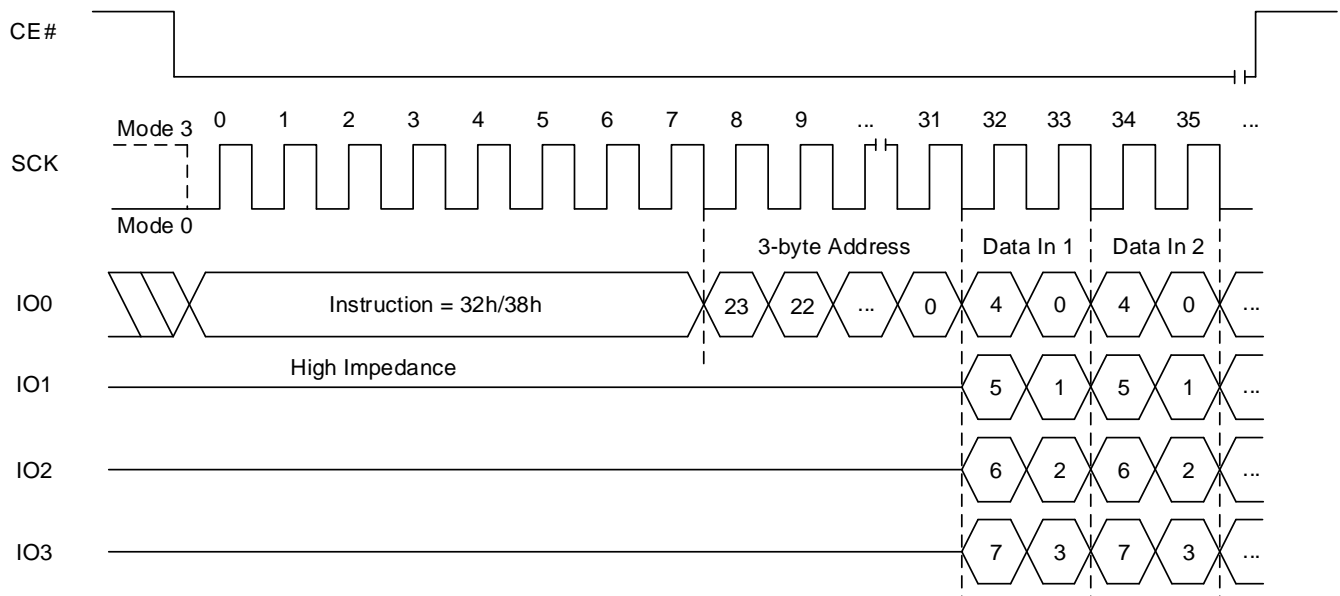 CE#
Mode 3 0 1 2 3 4 5 6 7 8 9 ... 31 32 33 34 35 ...
SCK
Mode 0
3-byte Address Data In 1 Data In 2
IO0 Instruction = 32h/38h 23 22 ... 0 4 0 4 0 ...
High Impedance
IO1 5 1 5 1 ...
IO2 6 2 6 2 ...
IO3 7 3 7 3 ...